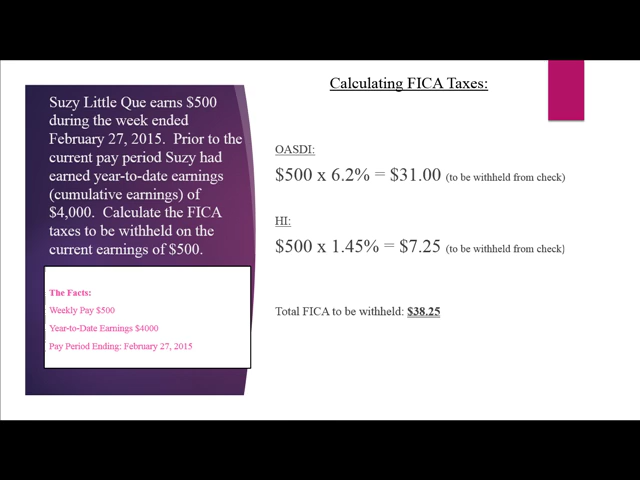 Calculating FICA Taxes:
Suzy Little Que earns $500
during the week ended
February 27, 2015.  Prior to the
current pay period Suzy had
earned year-to-date earnings
(cumulative earnings) of
$4,000.  Calculate the FICA
taxes to be withheld on the
current earnings of $500.
The Facts:
Weekly Pay $500
Year-to-Date Earnings $4000
Pay Period Ending: February 27, 2015
OASDI:
$500 x 6.2% = $31.00 (to be withheld from check)
HI:
$500 x 1.45% = $7.25 (to be withheld from check}
Total FICA to be withheld: $38.25